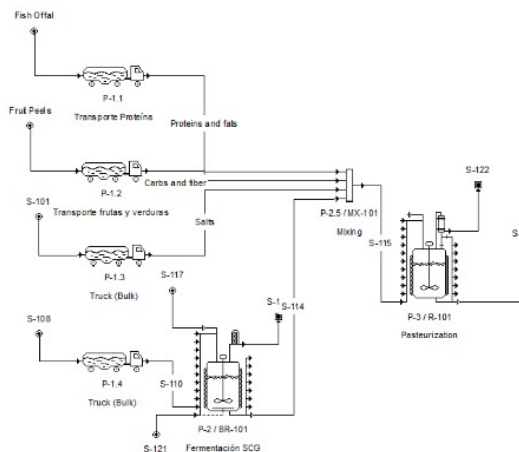 Fish Offal
P-1.1
Transporte Proteína
Proteins and fats
Fruit Peels
P-1.2
Transporte frutas y verduras
Carbs and fiber
S-101
Salts
P-1.3
Truck (Bulk)
S-122
P-2.5 / MX-101
Mixing
S-115
P-3 / R-101
Pasteurization
S-117
S-1
S-114
S-108
P-1.4
Truck (Bulk)
S-110
P-2 / BR-101
Fermentación SCG
S-121